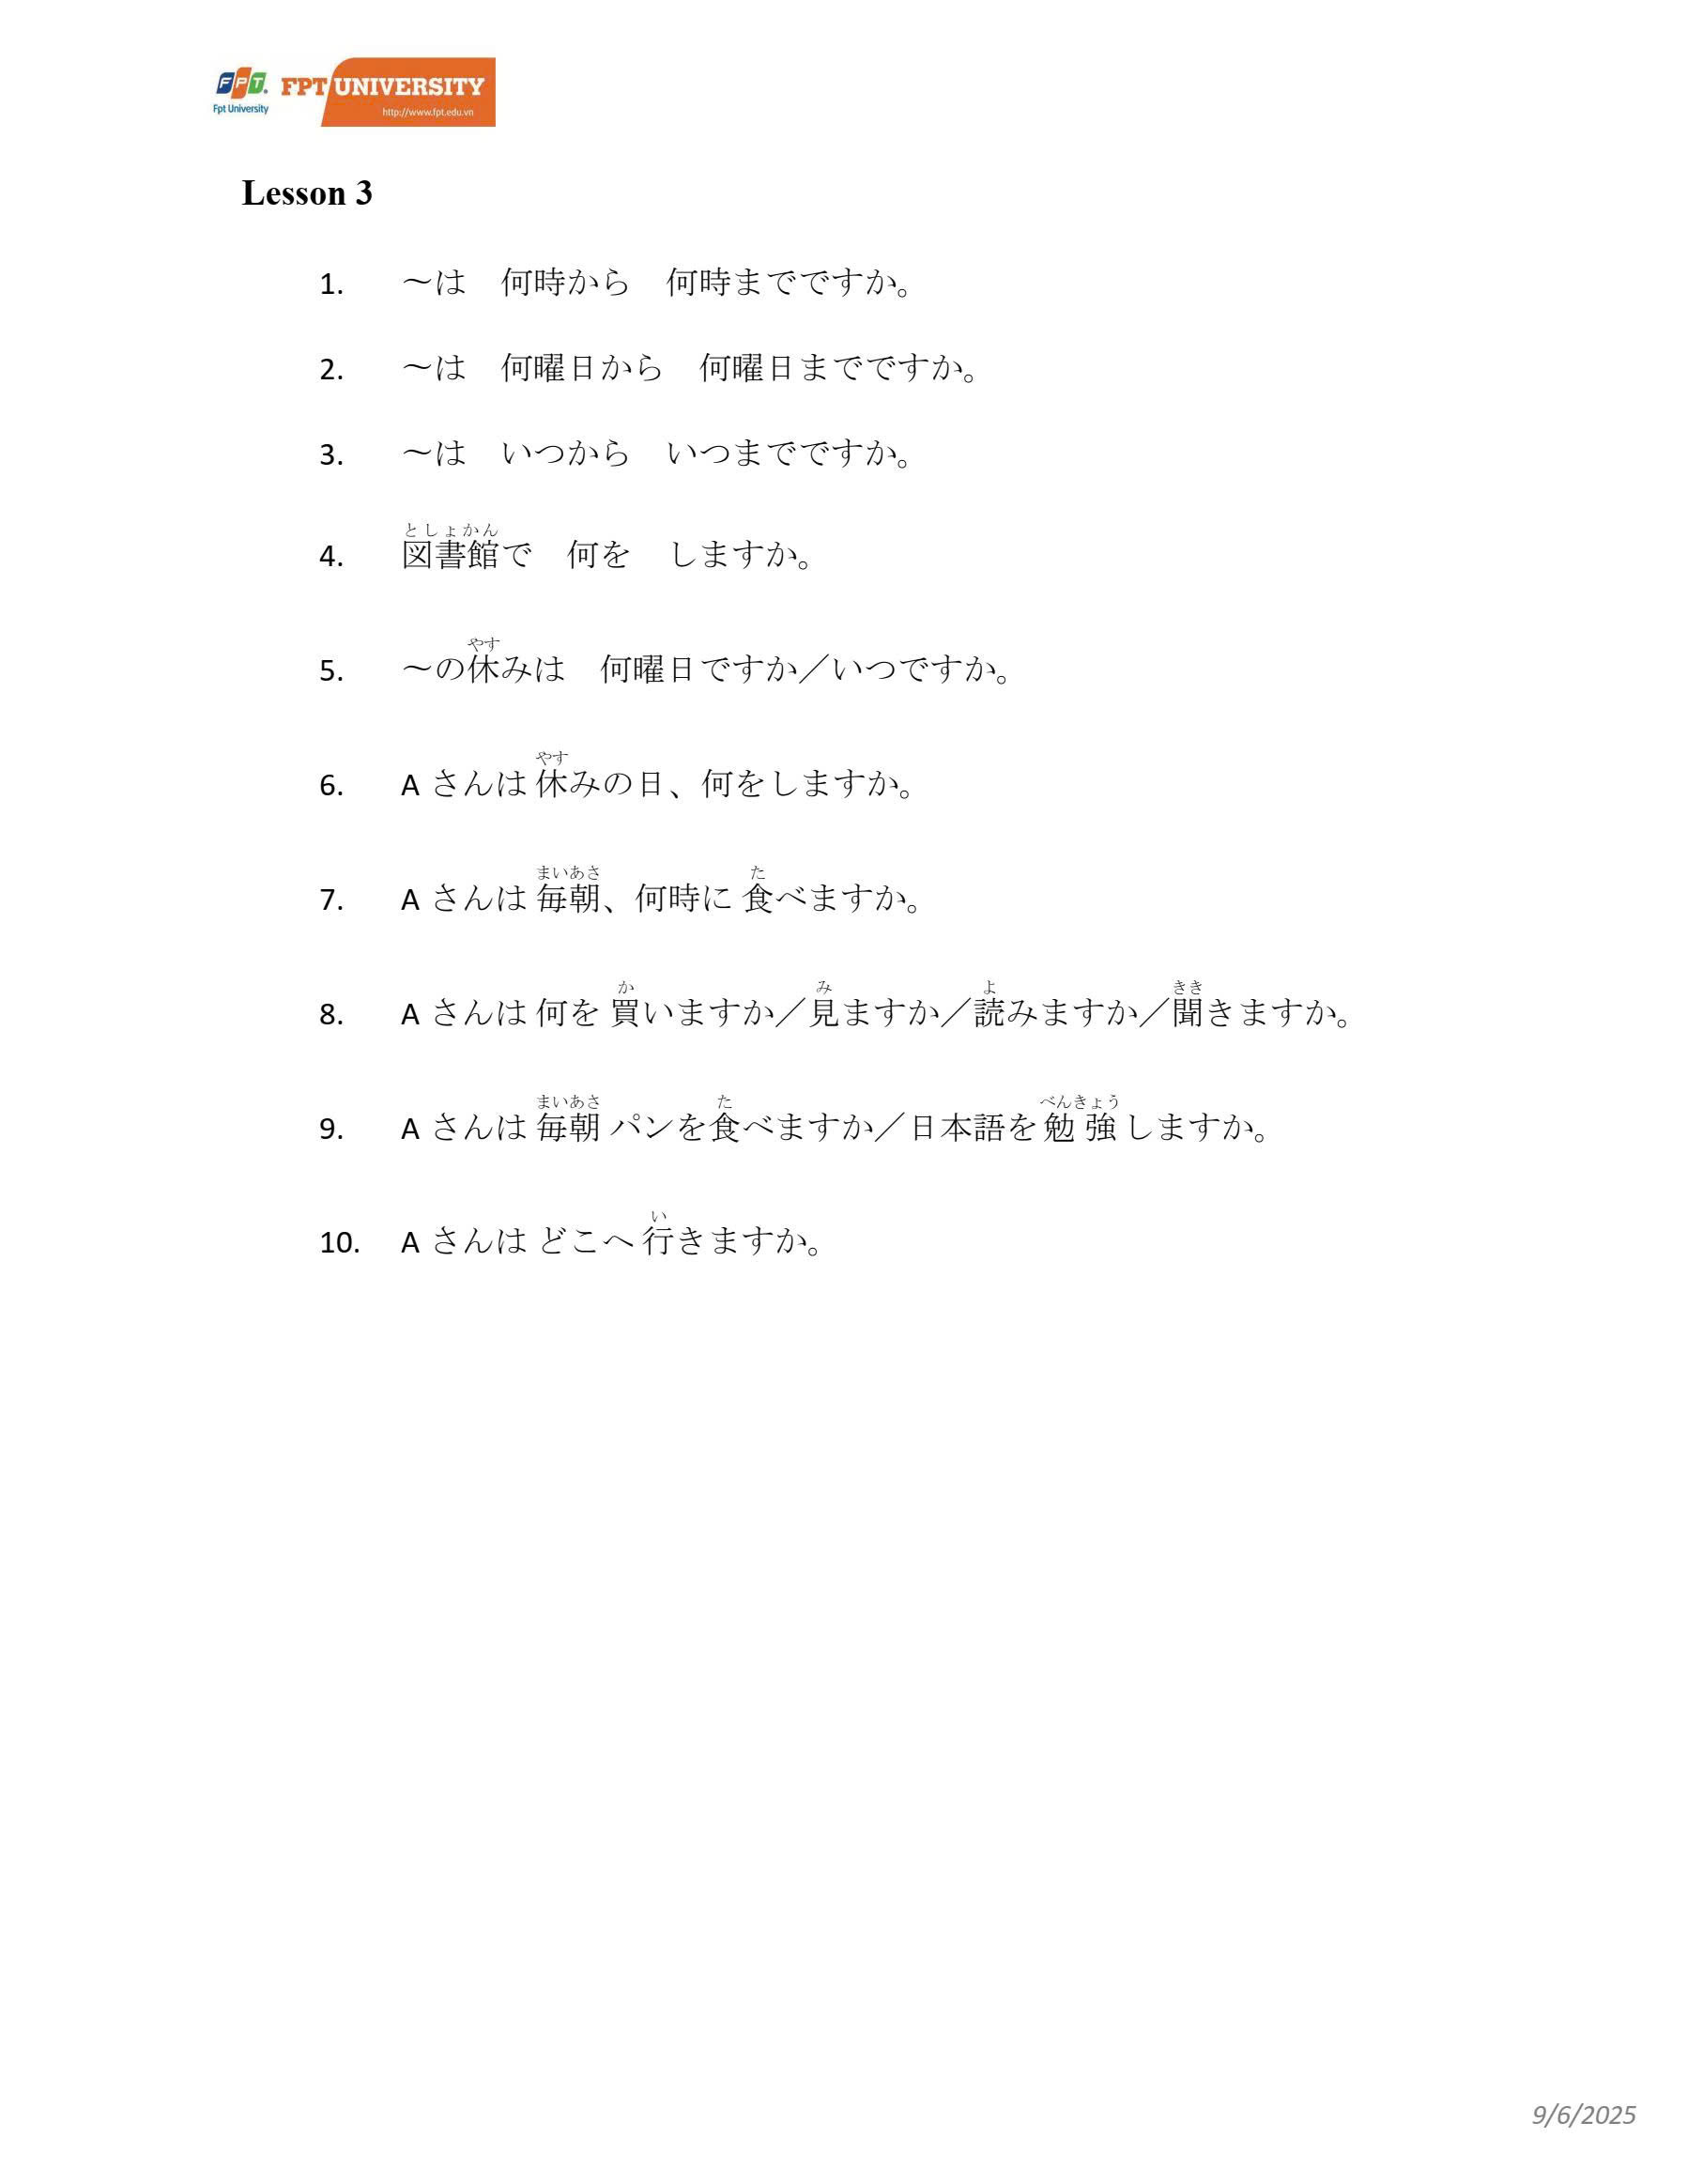 FPT.
Fpt University
FPT UNIVERSITY
http://www.fpt.edu.vn
Lesson 3
1. ～は　何時から　何時までですか。
2. ～は　何曜日から　何曜日までですか。
3. ～は　いつから　いつまでですか。
としょかん
4. 図書館で　何を　しますか。
やす
5. ～の休みは　何曜日ですか／いつですか。
やす
6. A さんは 休みの日、何をしますか。
まいあさ　た
7. A さんは 毎朝、何時に 食べますか。
か　み　よ　きき
8. A さんは 何を 買いますか／見ますか／読みますか／聞きますか。
まいあさ　た　べんきょう
9. A さんは 毎朝 パンを食べますか／日本語を勉強しますか。
い
10. A さんは どこへ 行きますか。
9/6/2025